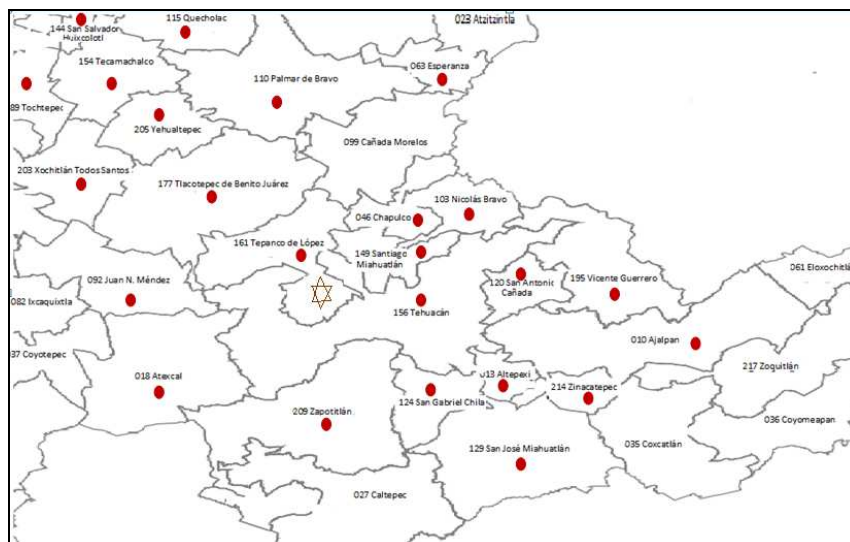 023 Atzitzintla
115 Quecholac
144 San Salvador
Huixcolotl
154 Tecamachalco
063 Esperanza
110 Palmar de Bravo
89 Tochtepec
205 Yehualtepec
099 Cañada Morelos
203 Xochitlán Todos Santos
177 Tlacotepec de Benito Juárez
103 Nicolás Bravo
046 Chapulco
161 Tepanco de López
149 Santiago
Miahuatlán
061 Eloxochitlá
092 Juan N. Méndez
120 San Antonio
Cañada
195 Vicente Guerrero
082 Ixcaquixtla
156 Tehuacán
010 Ajalpan
037 Coyotepec
217 Zoquitlán
018 Atexcal
013 Altepexi
214 Zinacatepec
124 San Gabriel Chila
209 Zapotitlán
036 Coyomeapan
035 Coxcatlán
129 San José Miahuatlán
027 Caltepec